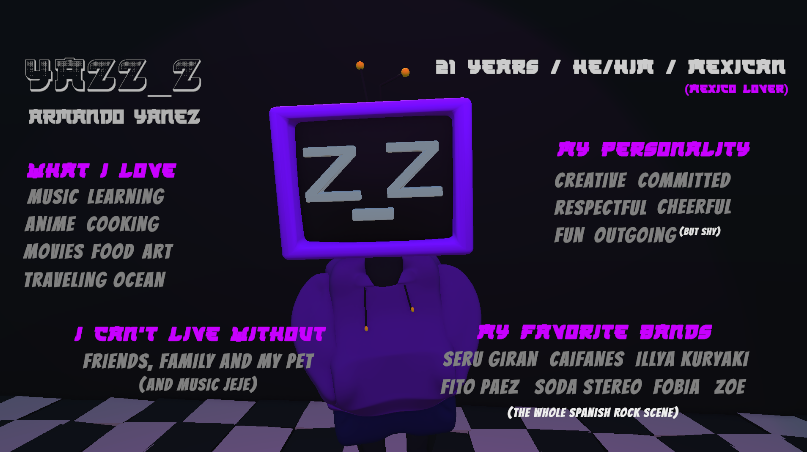 YAZZ_Z
ARMANDO YANEZ
21 YEARS / HE/HIM / MEXICAN
(MEXICO LOVER)
WHAT I LOVE
MUSIC LEARNING
ANIME COOKING
MOVIES FOOD ART
TRAVELING OCEAN
Z_Z
MY PERSONALITY
CREATIVE COMMITTED
RESPECTFUL CHEERFUL
FUN OUTGOING (BUT SHY)
I CAN'T LIVE WITHOUT
FRIENDS, FAMILY AND MY PET
(AND MUSIC JEJE)
MY FAVORITE BANDS
SERU GIRAN CAIFANES ILLYA KURYAKI
FITO PAEZ SODA STEREO FOBIA ZOE
(THE WHOLE SPANISH ROCK SCENE)